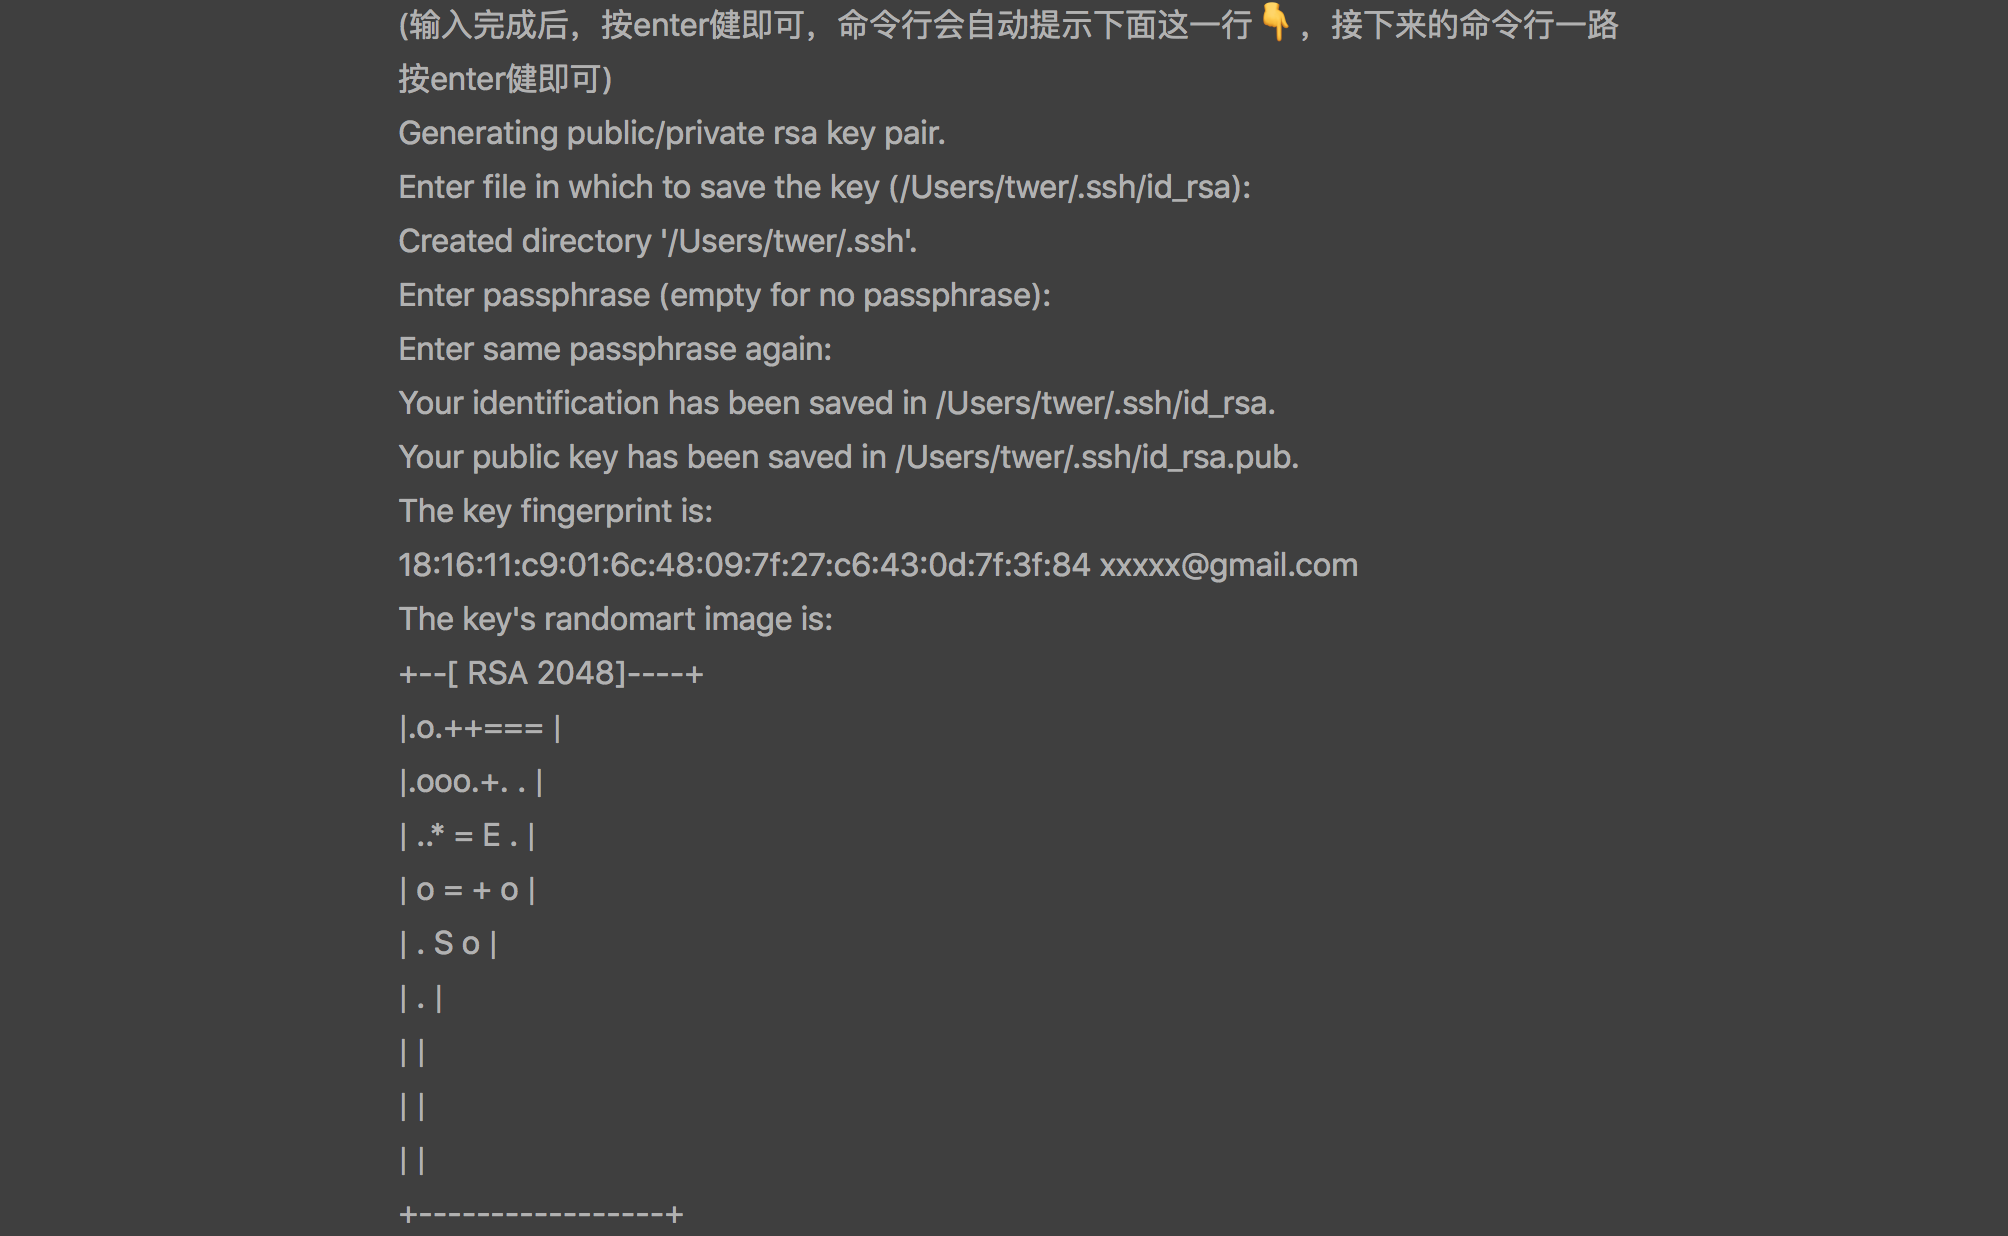 (输入完成后，按enter健即可，命令行会自动提示下面这一行👇，接下来的命令行一路
按enter健即可)
Generating public/private rsa key pair.
Enter file in which to save the key (/Users/twer/.ssh/id_rsa):
Created directory '/Users/twer/.ssh'.
Enter passphrase (empty for no passphrase):
Enter same passphrase again:
Your identification has been saved in /Users/twer/.ssh/id_rsa.
Your public key has been saved in /Users/twer/.ssh/id_rsa.pub.
The key fingerprint is:
18:16:11:c9:01:6c:48:09:7f:27:c6:43:0d:7f:3f:84 xxxxx@gmail.com
The key's randomart image is:
+--[ RSA 2048]----+
|.o.++=== |
|.ooo.+. . |
| ..* = E . |
| o = + o |
| . S o |
| . |
| |
| |
| |
+-----------------+